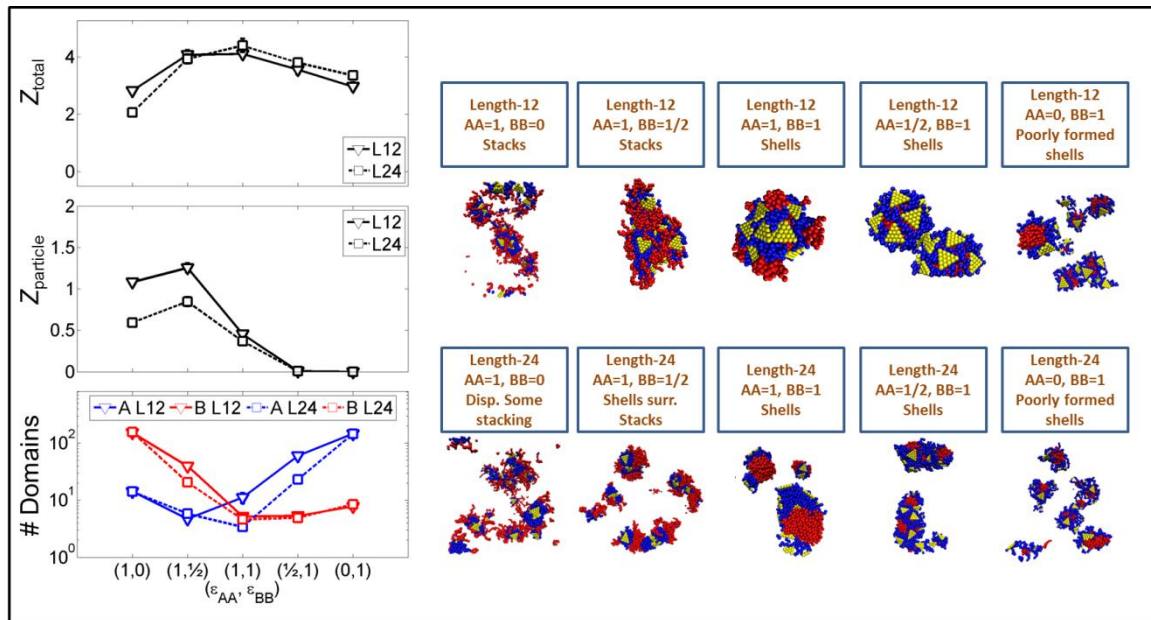 Z_total
4
2
0
L12
L24
Z_particle
2
1.5
1
0.5
0
L12
L24
# Domains
A L12 B L12 A L24 B L24
10^2
10^1
10^0
(1,0) (1,½) (1,1) (½,1) (0,1)
(ε_AA, ε_BB)
Length-12
AA=1, BB=0
Stacks
Length-12
AA=1, BB=1/2
Stacks
Length-12
AA=1, BB=1
Shells
Length-12
AA=1/2, BB=1
Shells
Length-12
AA=0, BB=1
Poorly formed
shells
Length-24
AA=1, BB=0
Disp. Some
stacking
Length-24
AA=1, BB=1/2
Shells surr.
Stacks
Length-24
AA=1, BB=1
Shells
Length-24
AA=1/2, BB=1
Shells
Length-24
AA=0, BB=1
Poorly formed
shells